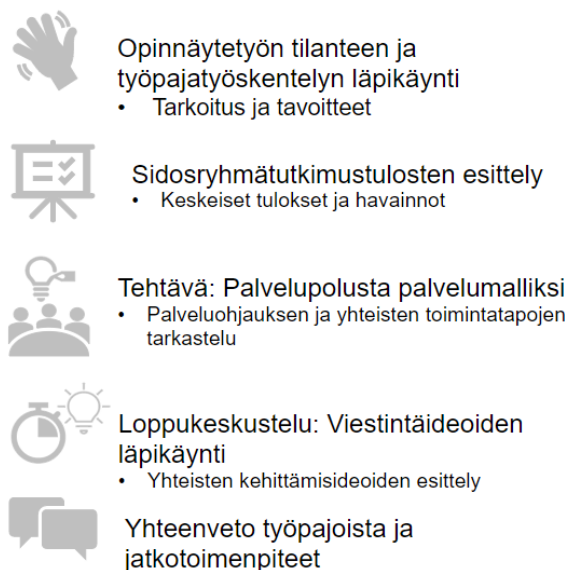 Opinnäytetyön tilanteen ja
työpajatyöskentelyn läpikäynti
• Tarkoitus ja tavoitteet
Sidosryhmätutkimustulosten esittely
• Keskeiset tulokset ja havainnot
Tehtävä: Palvelupolusta palvelumalliksi
• Palveluohjauksen ja yhteisten toimintatapojen
tarkastelu
Loppukeskustelu: Viestintäideoiden
läpikäynti
• Yhteisten kehittämisideoiden esittely
Yhteenveto työpajoista ja
jatkotoimenpiteet